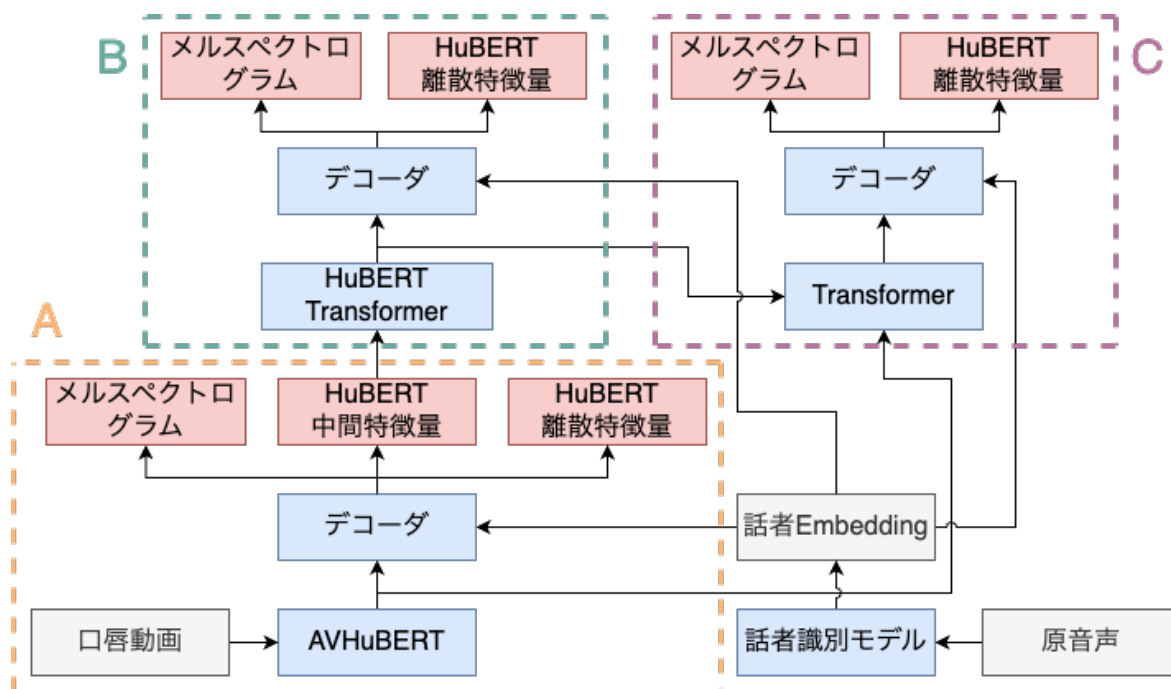 B
メルスペクトロ
グラム
HuBERT
離散特徴量
デコーダ
HuBERT
Transformer
C
メルスペクトロ
グラム
HuBERT
離散特徴量
デコーダ
Transformer
A
メルスペクトロ
グラム
HuBERT
中間特徴量
HuBERT
離散特徴量
デコーダ
話者Embedding
口唇動画
AVHuBERT
話者識別モデル
原音声